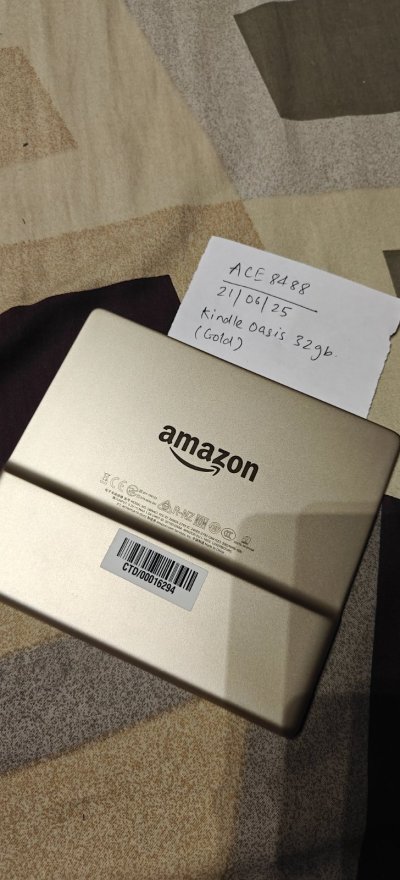 ACE 8488
21/06/25
Kindle Oasis 32gb.
(Gold)
amazon
CTD/00016294